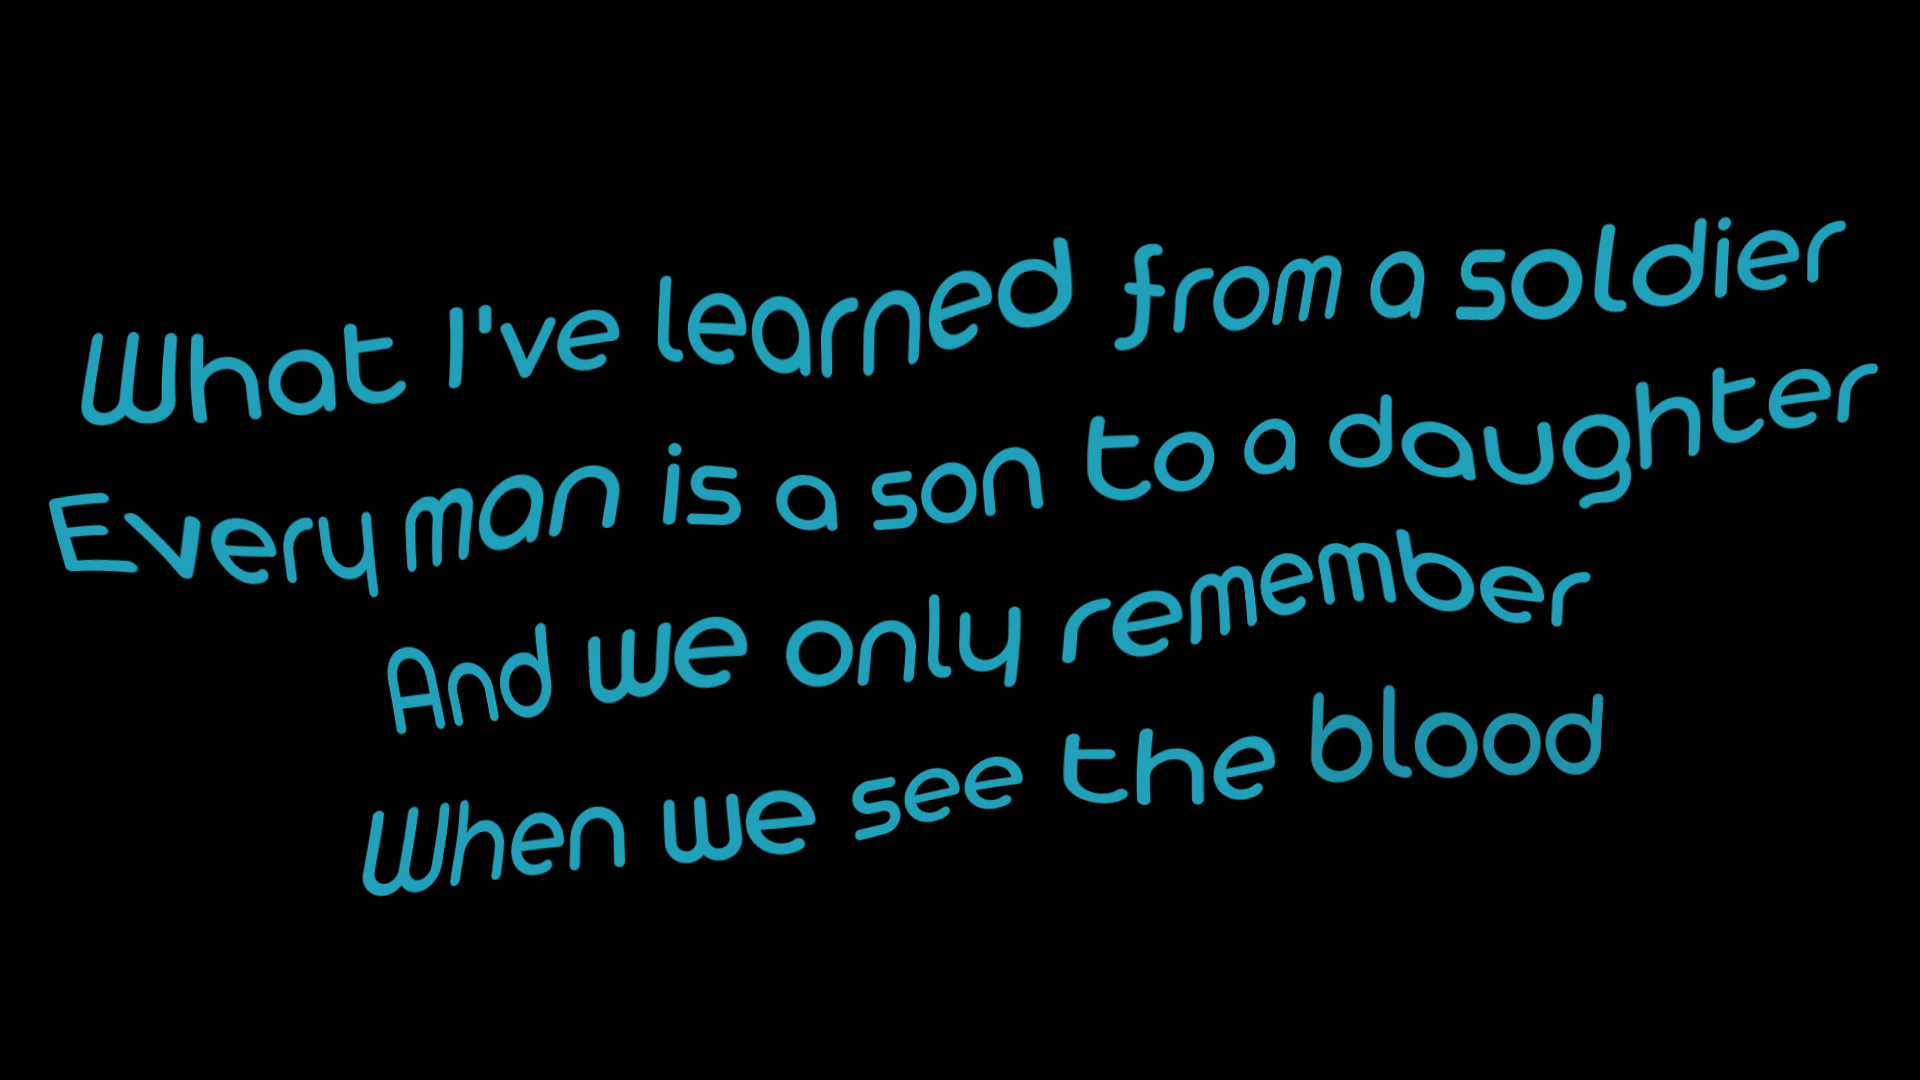 What I've learned from a soldier
Every man is a son to a daughter
And we only remember
When we see the blood